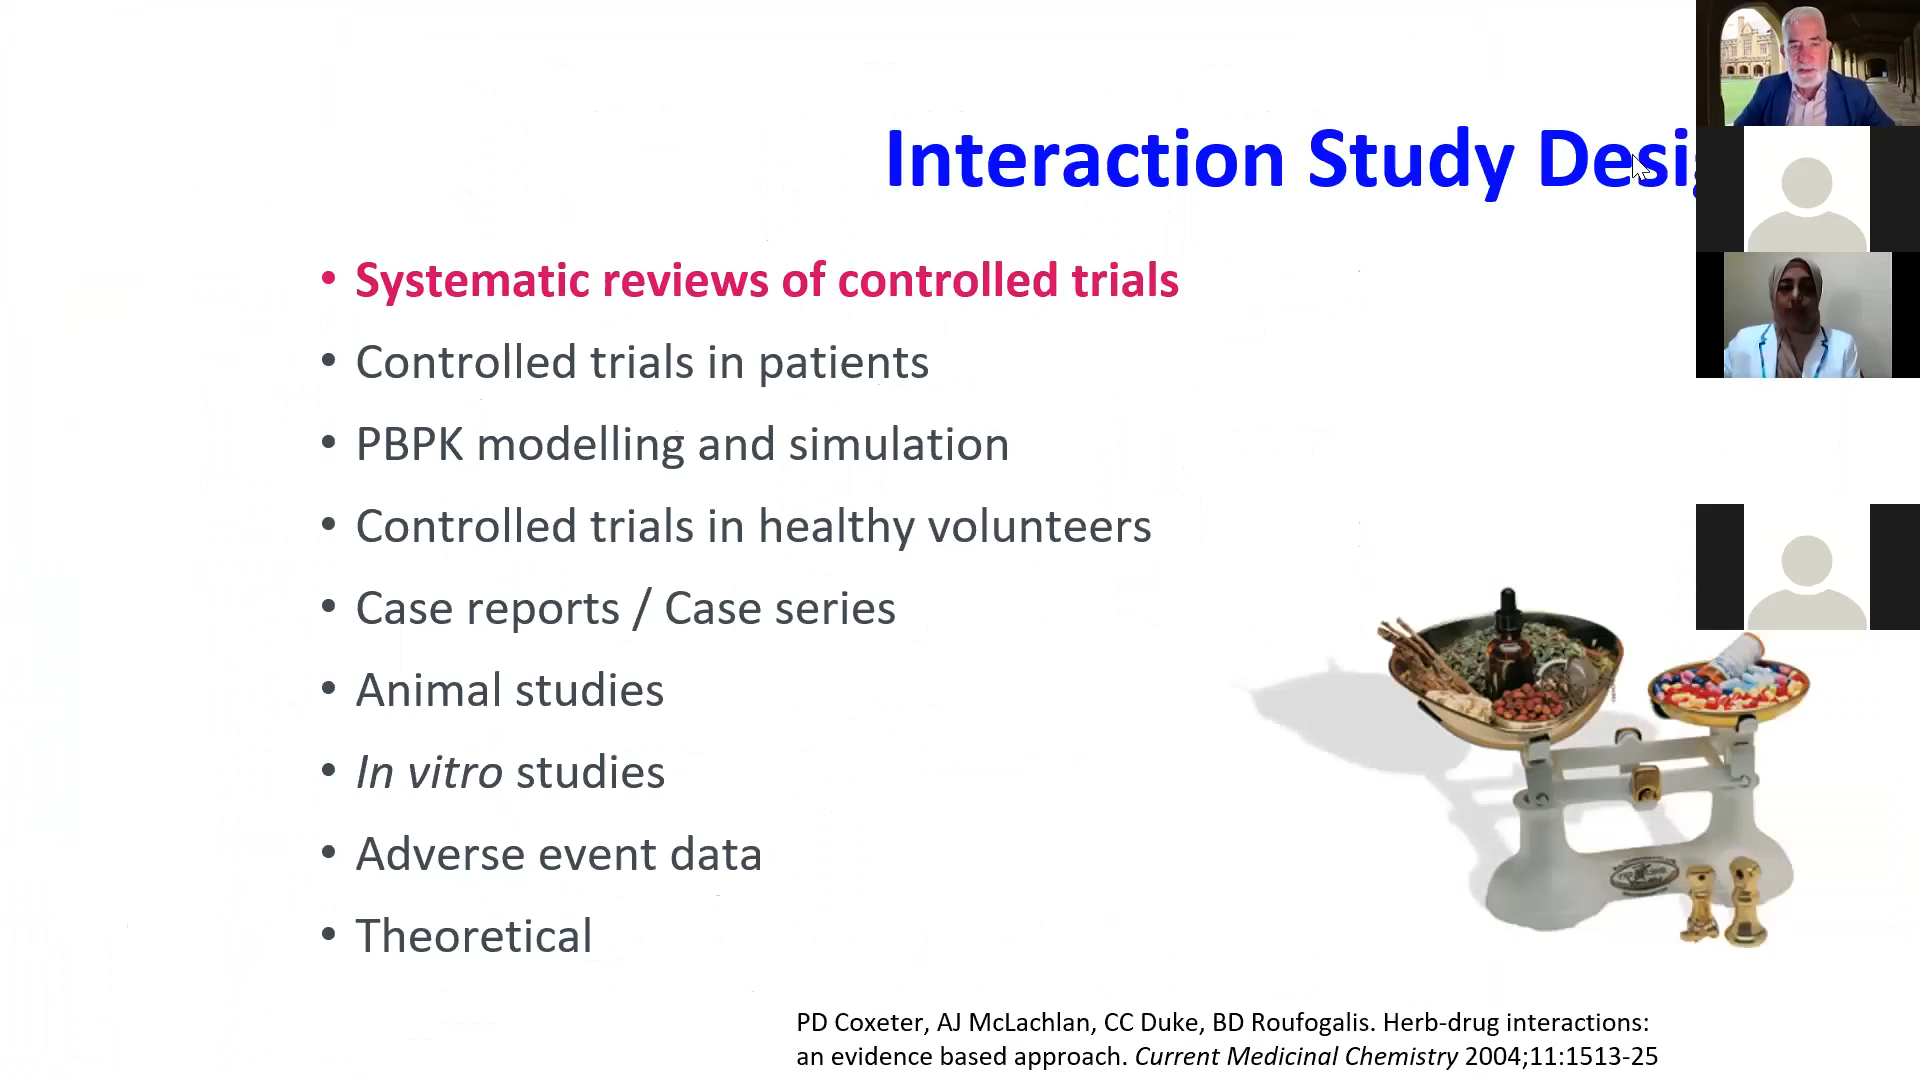 Interaction Study Desi
• Systematic reviews of controlled trials
• Controlled trials in patients
• PBPK modelling and simulation
• Controlled trials in healthy volunteers
• Case reports / Case series
• Animal studies
• In vitro studies
• Adverse event data
• Theoretical
PD Coxeter, AJ McLachlan, CC Duke, BD Roufogalis. Herb-drug interactions:
an evidence based approach. Current Medicinal Chemistry 2004;11:1513-25